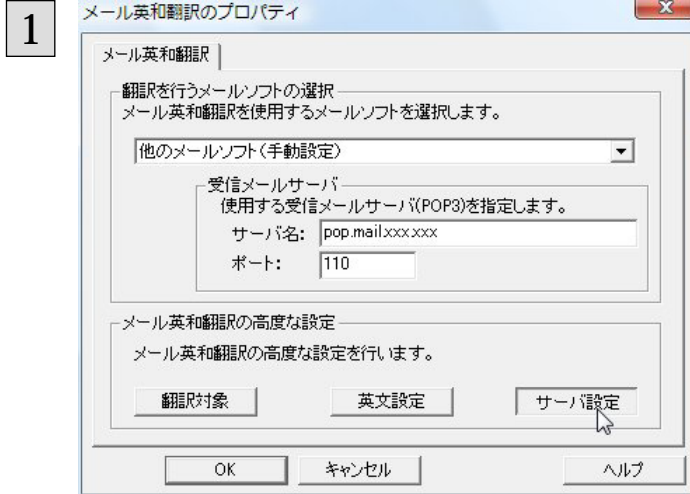 1
メール英和翻訳のプロパティ
メール英和翻訳
翻訳を行うメールソフトの選択
メール英和翻訳を使用するメールソフトを選択します。
他のメールソフト(手動設定)
受信メールサーバ
使用する受信メールサーバ(POP3)を指定します。
サーバ名: pop.mail.xxx.xxx
ポート: 110
メール英和翻訳の高度な設定
メール英和翻訳の高度な設定を行います。
翻訳対象 英文設定 サーバ設定
OK キャンセル ヘルプ